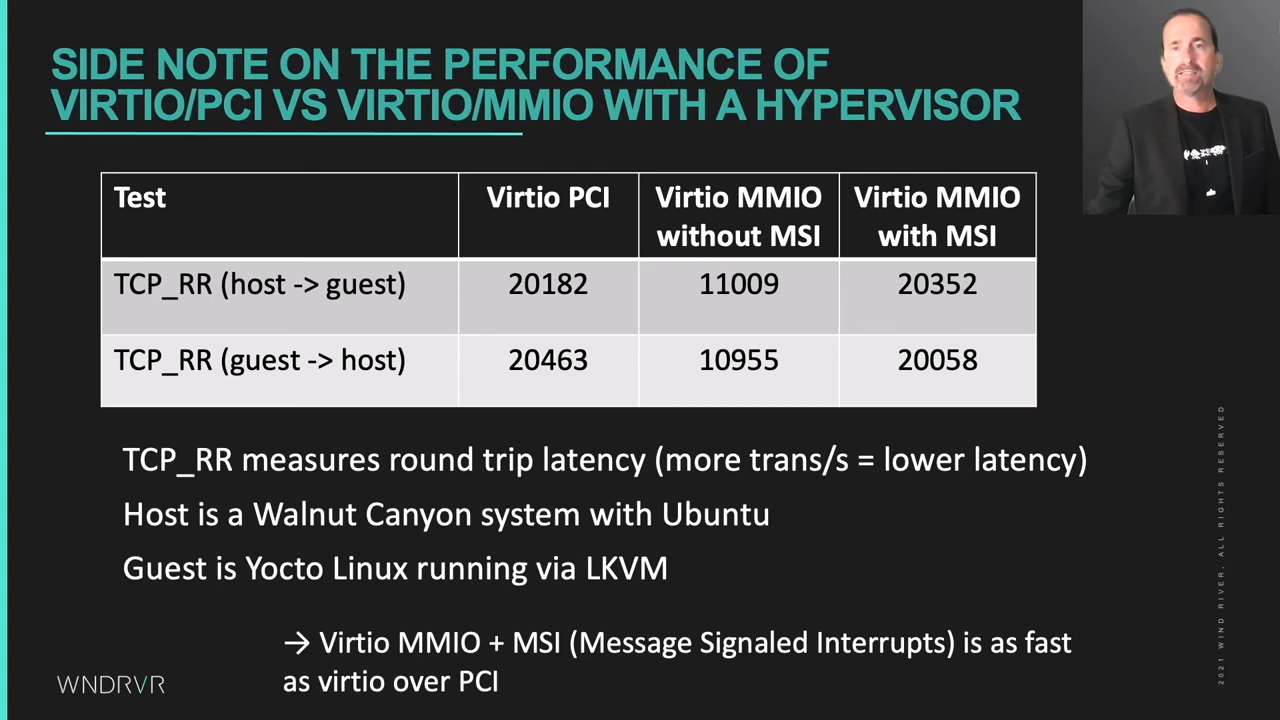 SIDE NOTE ON THE PERFORMANCE OF
VIRTIO/PCI VS VIRTIO/MMIO WITH A HYPERVISOR
Test
Virtio PCI
Virtio MMIO
without MSI
Virtio MMIO
with MSI
TCP_RR (host -> guest)
20182
11009
20352
TCP_RR (guest -> host)
20463
10955
20058
TCP_RR measures round trip latency (more trans/s = lower latency)
Host is a Walnut Canyon system with Ubuntu
Guest is Yocto Linux running via LKVM
→ Virtio MMIO + MSI (Message Signaled Interrupts) is as fast
as virtio over PCI
WNDRVR
2021 WIND RIVER, ALL RIGHTS RESERVED